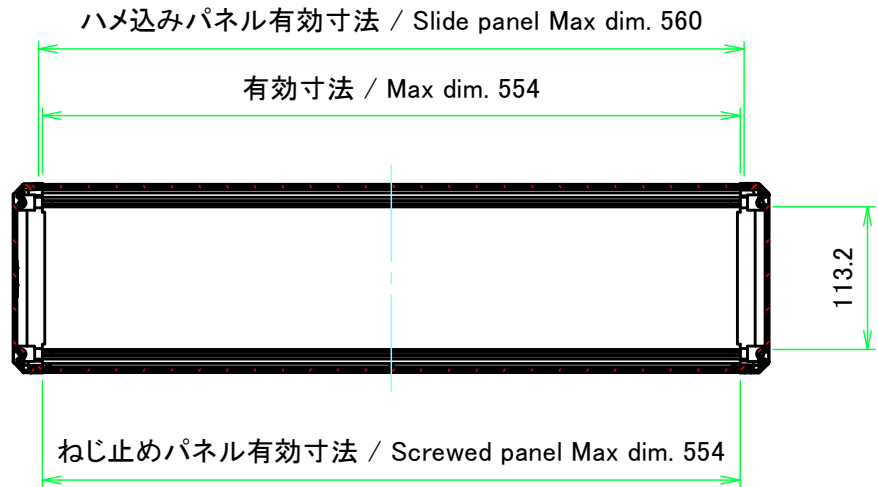 ハメ込みパネル有効寸法 / Slide panel Max dim. 560
有効寸法 / Max dim. 554
113.2
ねじ止めパネル有効寸法 / Screwed panel Max dim. 554